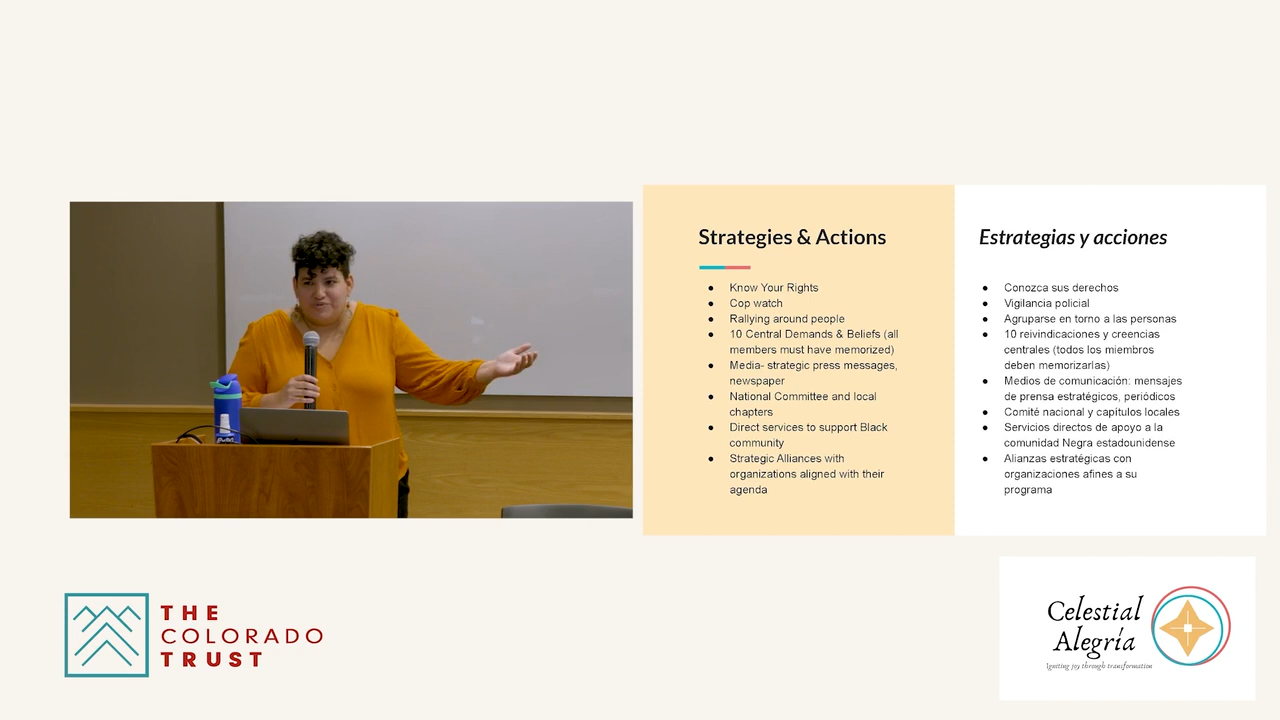 Strategies & Actions
● Know Your Rights
● Cop watch
● Rallying around people
● 10 Central Demands & Beliefs (all
members must have memorized)
● Media- strategic press messages,
newspaper
● National Committee and local
chapters
● Direct services to support Black
community
● Strategic Alliances with
organizations aligned with their
agenda
Estrategias y acciones
● Conozca sus derechos
● Vigilancia policial
● Agruparse en torno a las personas
● 10 reivindicaciones y creencias
centrales (todos los miembros
deben memorizarlas)
● Medios de comunicación: mensajes
de prensa estratégicos, periódicos
● Comité nacional y capítulos locales
● Servicios directos de apoyo a la
comunidad Negra estadounidense
● Alianzas estratégicas con
organizaciones afines a su
programa
THE
COLORADO
TRUST
Celestial
Alegría
Igniting joy through transformation